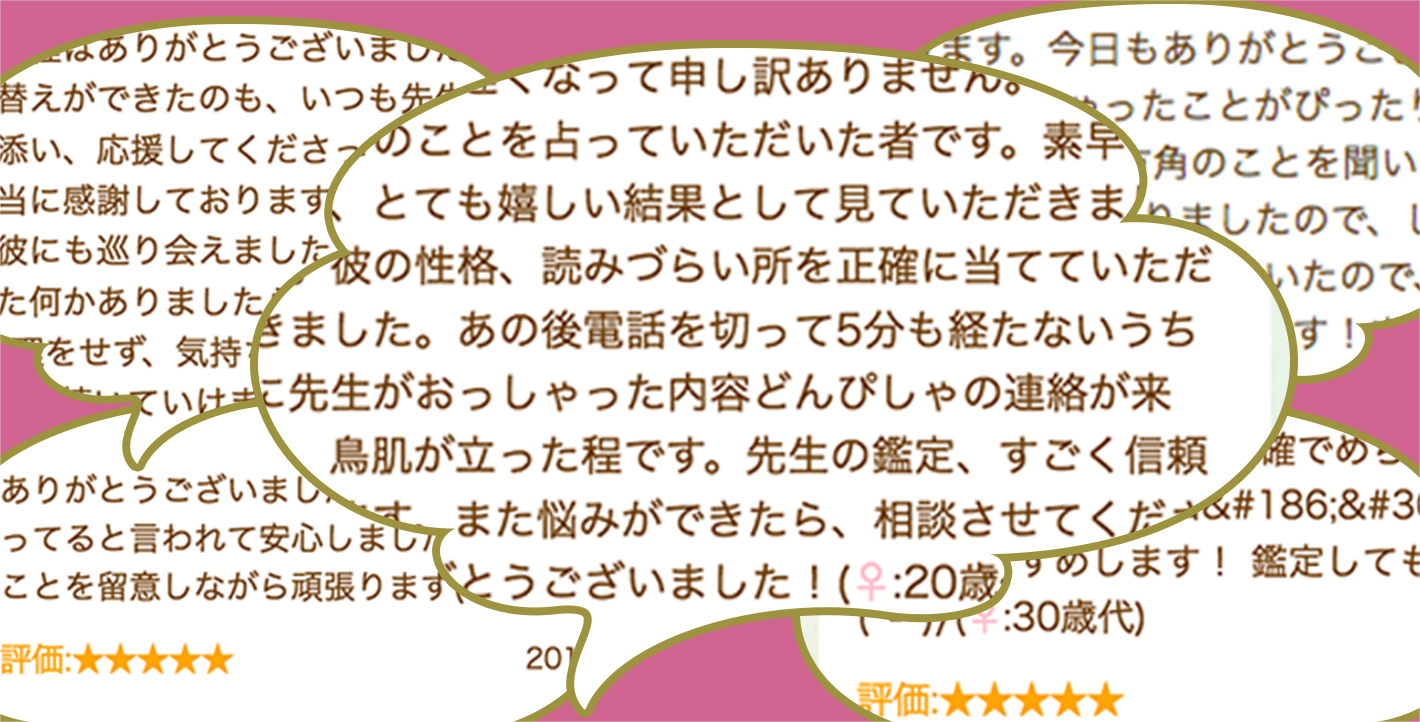 はありがとうございまし
替えができたのも、いつも先生
添い、応援してくださっ
当に感謝しております
彼にも巡り会えました
た何かありました
をせず、気持
ていけま
くなって申し訳ありません。
のことを占っていただいた者です。素早
、とても嬉しい結果として見ていただきま
彼の性格、読みづらい所を正確に当てていただ
きました。あの後電話を切って5分も経たないうち
に先生がおっしゃった内容どんぴしゃの連絡が来
鳥肌が立った程です。先生の鑑定、すごく信頼
す。また悩みができたら、相談させてくださ
とうございました！(♀:20歳
ます。今日もありがとうご
ったことがぴったり
角のことを聞い
りましたので、し
いたので、
す！
ありがとうございまし
ってると言われて安心しまし
ことを留意しながら頑張ります(
評価:★★★★★
201
確でめち
&#186;&#3
すめします！ 鑑定しても
(♀:30歳代)
評価:★★★★★